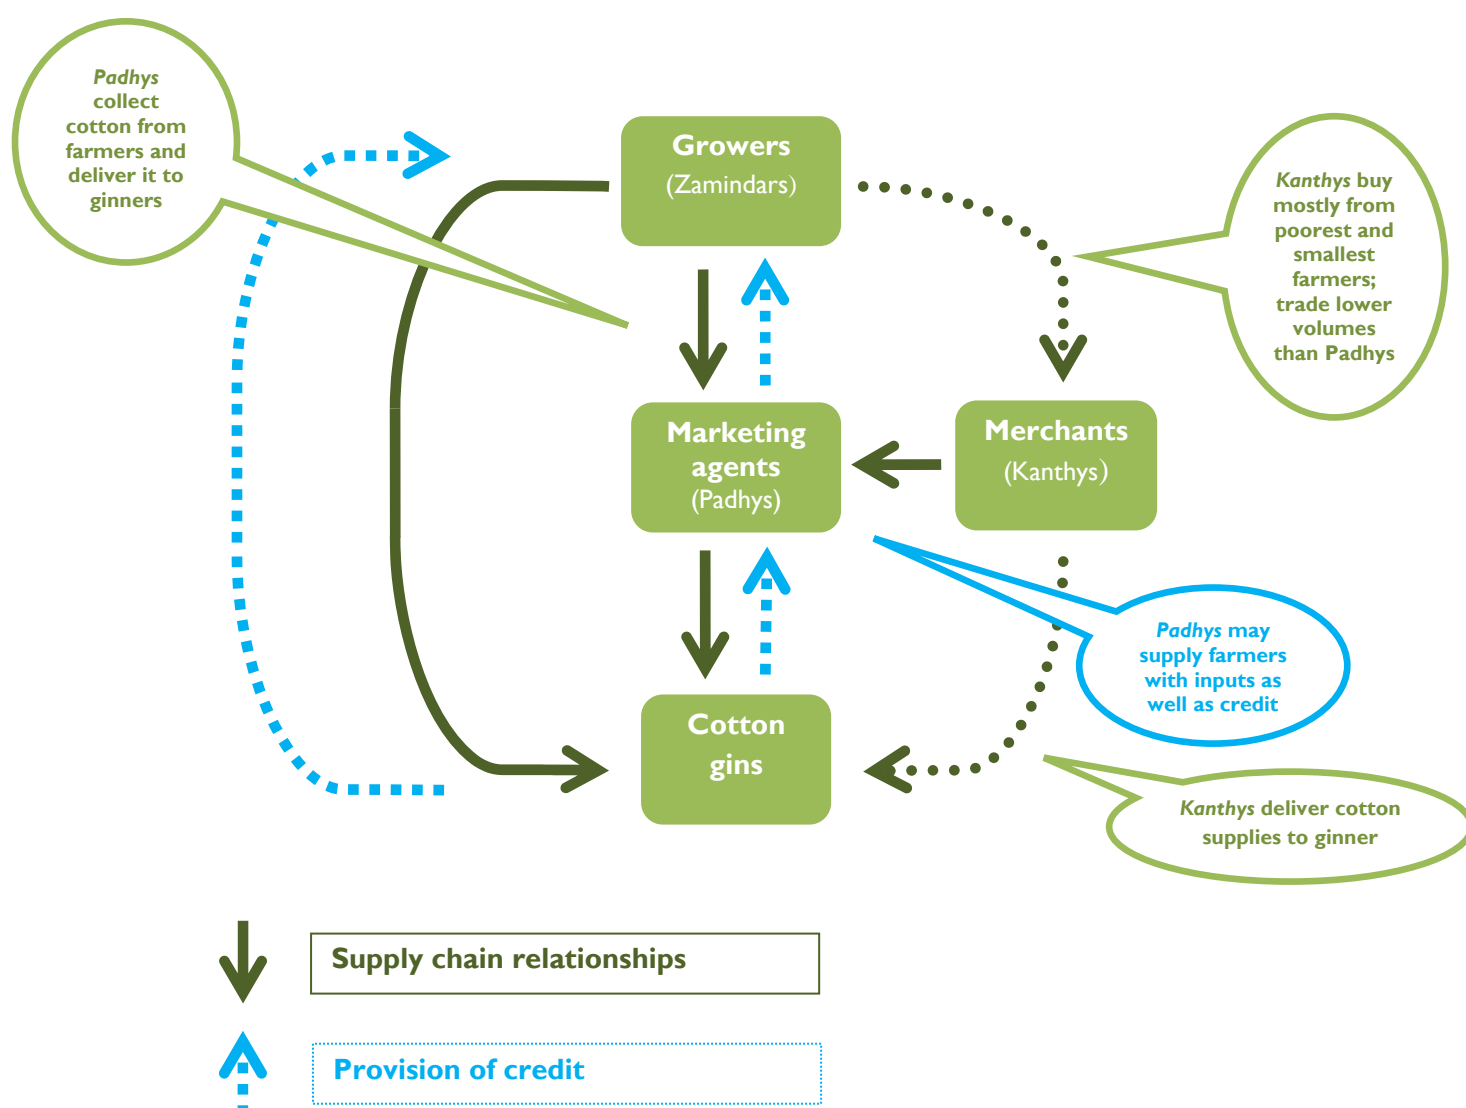 Padhys
collect
cotton from
farmers and
deliver it to
ginners
Growers
(Zamindars)
Kanthys buy
mostly from
poorest and
smallest
farmers;
trade lower
volumes
than Padhys
Marketing
agents
(Padhys)
Merchants
(Kanthys)
Padhys may
supply farmers
with inputs as
well as credit
Cotton
gins
Kanthys deliver cotton
supplies to ginner
Supply chain relationships
Provision of credit